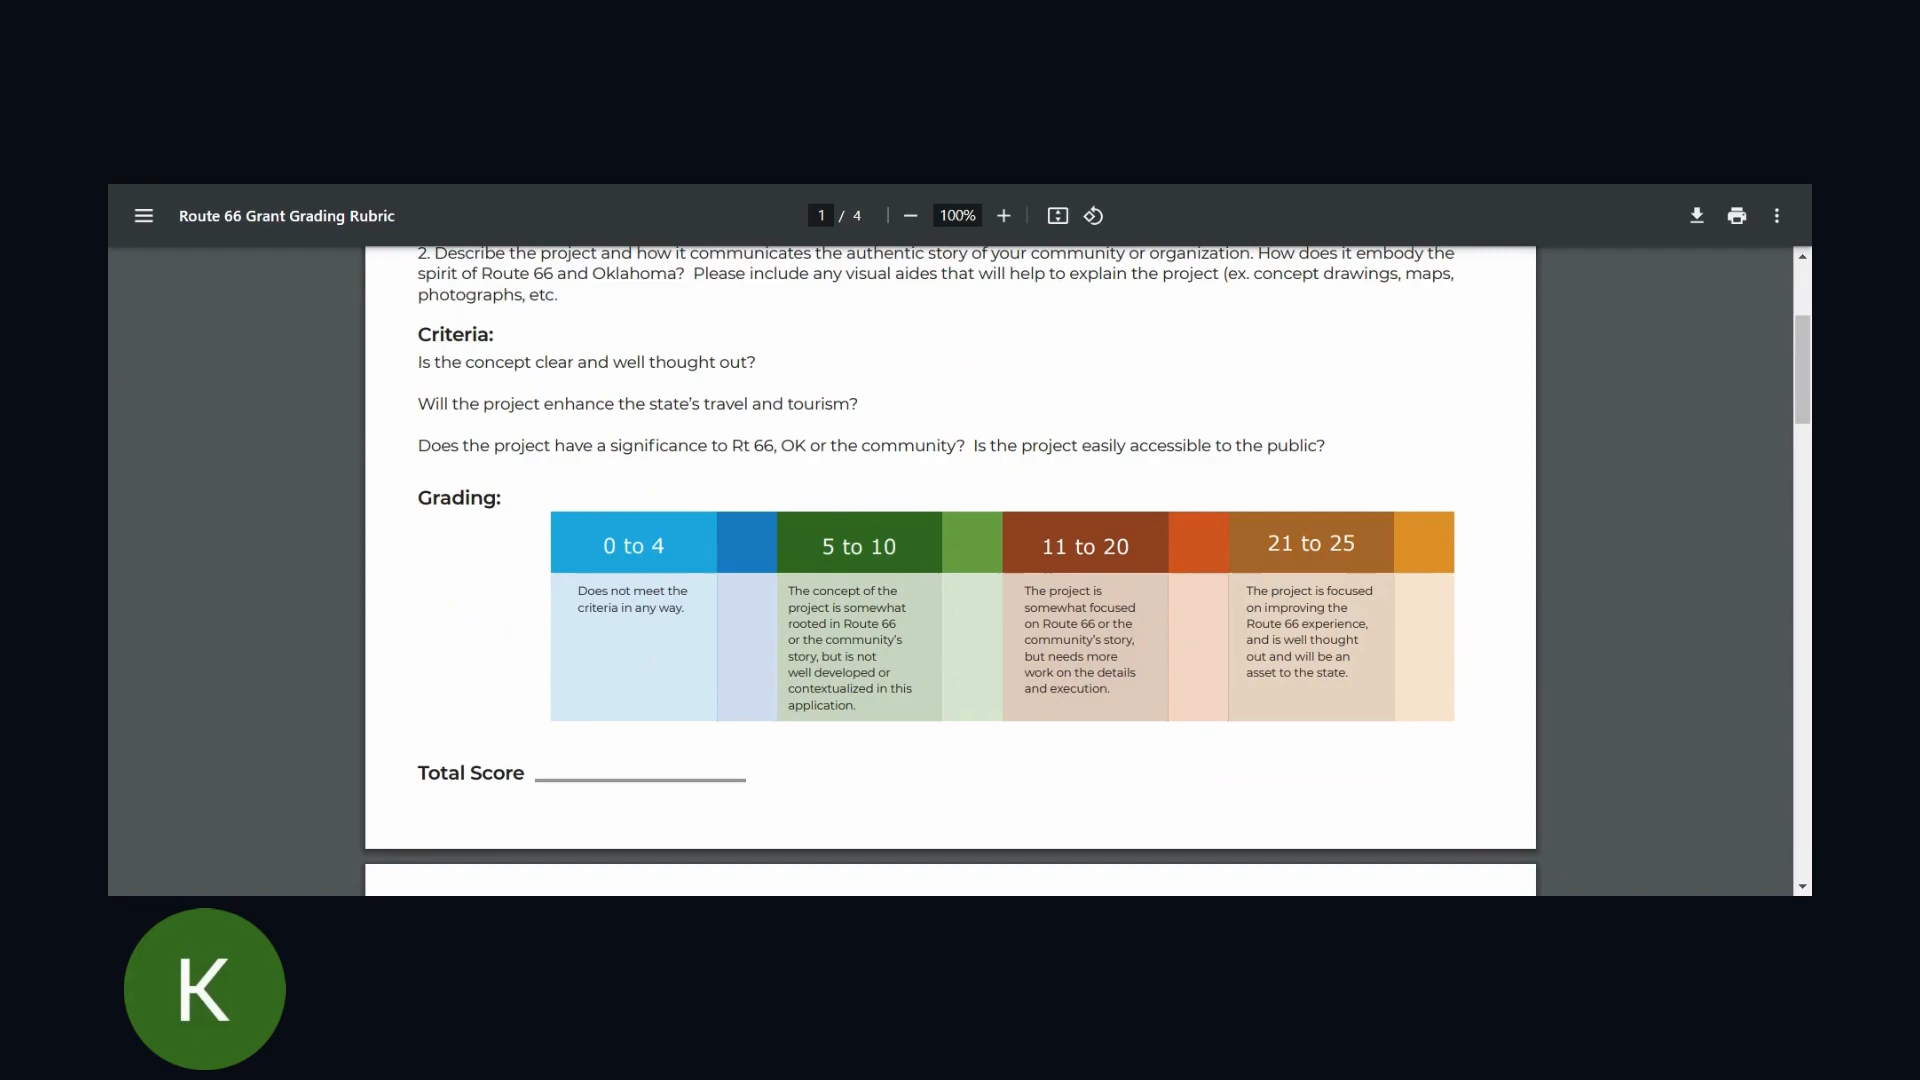 Route 66 Grant Grading Rubric
1 / 4
100%
2. Describe the project and how it communicates the authentic story of your community or organization. How does it embody the
spirit of Route 66 and Oklahoma?  Please include any visual aides that will help to explain the project (ex. concept drawings, maps,
photographs, etc.
Criteria:
Is the concept clear and well thought out?
Will the project enhance the state’s travel and tourism?
Does the project have a significance to Rt 66, OK or the community?  Is the project easily accessible to the public?
Grading:
0 to 4
Does not meet the
criteria in any way.
5 to 10
The concept of the
project is somewhat
rooted in Route 66
or the community’s
story, but is not
well developed or
contextualized in this
application.
11 to 20
The project is
somewhat focused
on Route 66 or the
community’s story,
but needs more
work on the details
and execution.
21 to 25
The project is focused
on improving the
Route 66 experience,
and is well thought
out and will be an
asset to the state.
Total Score
K